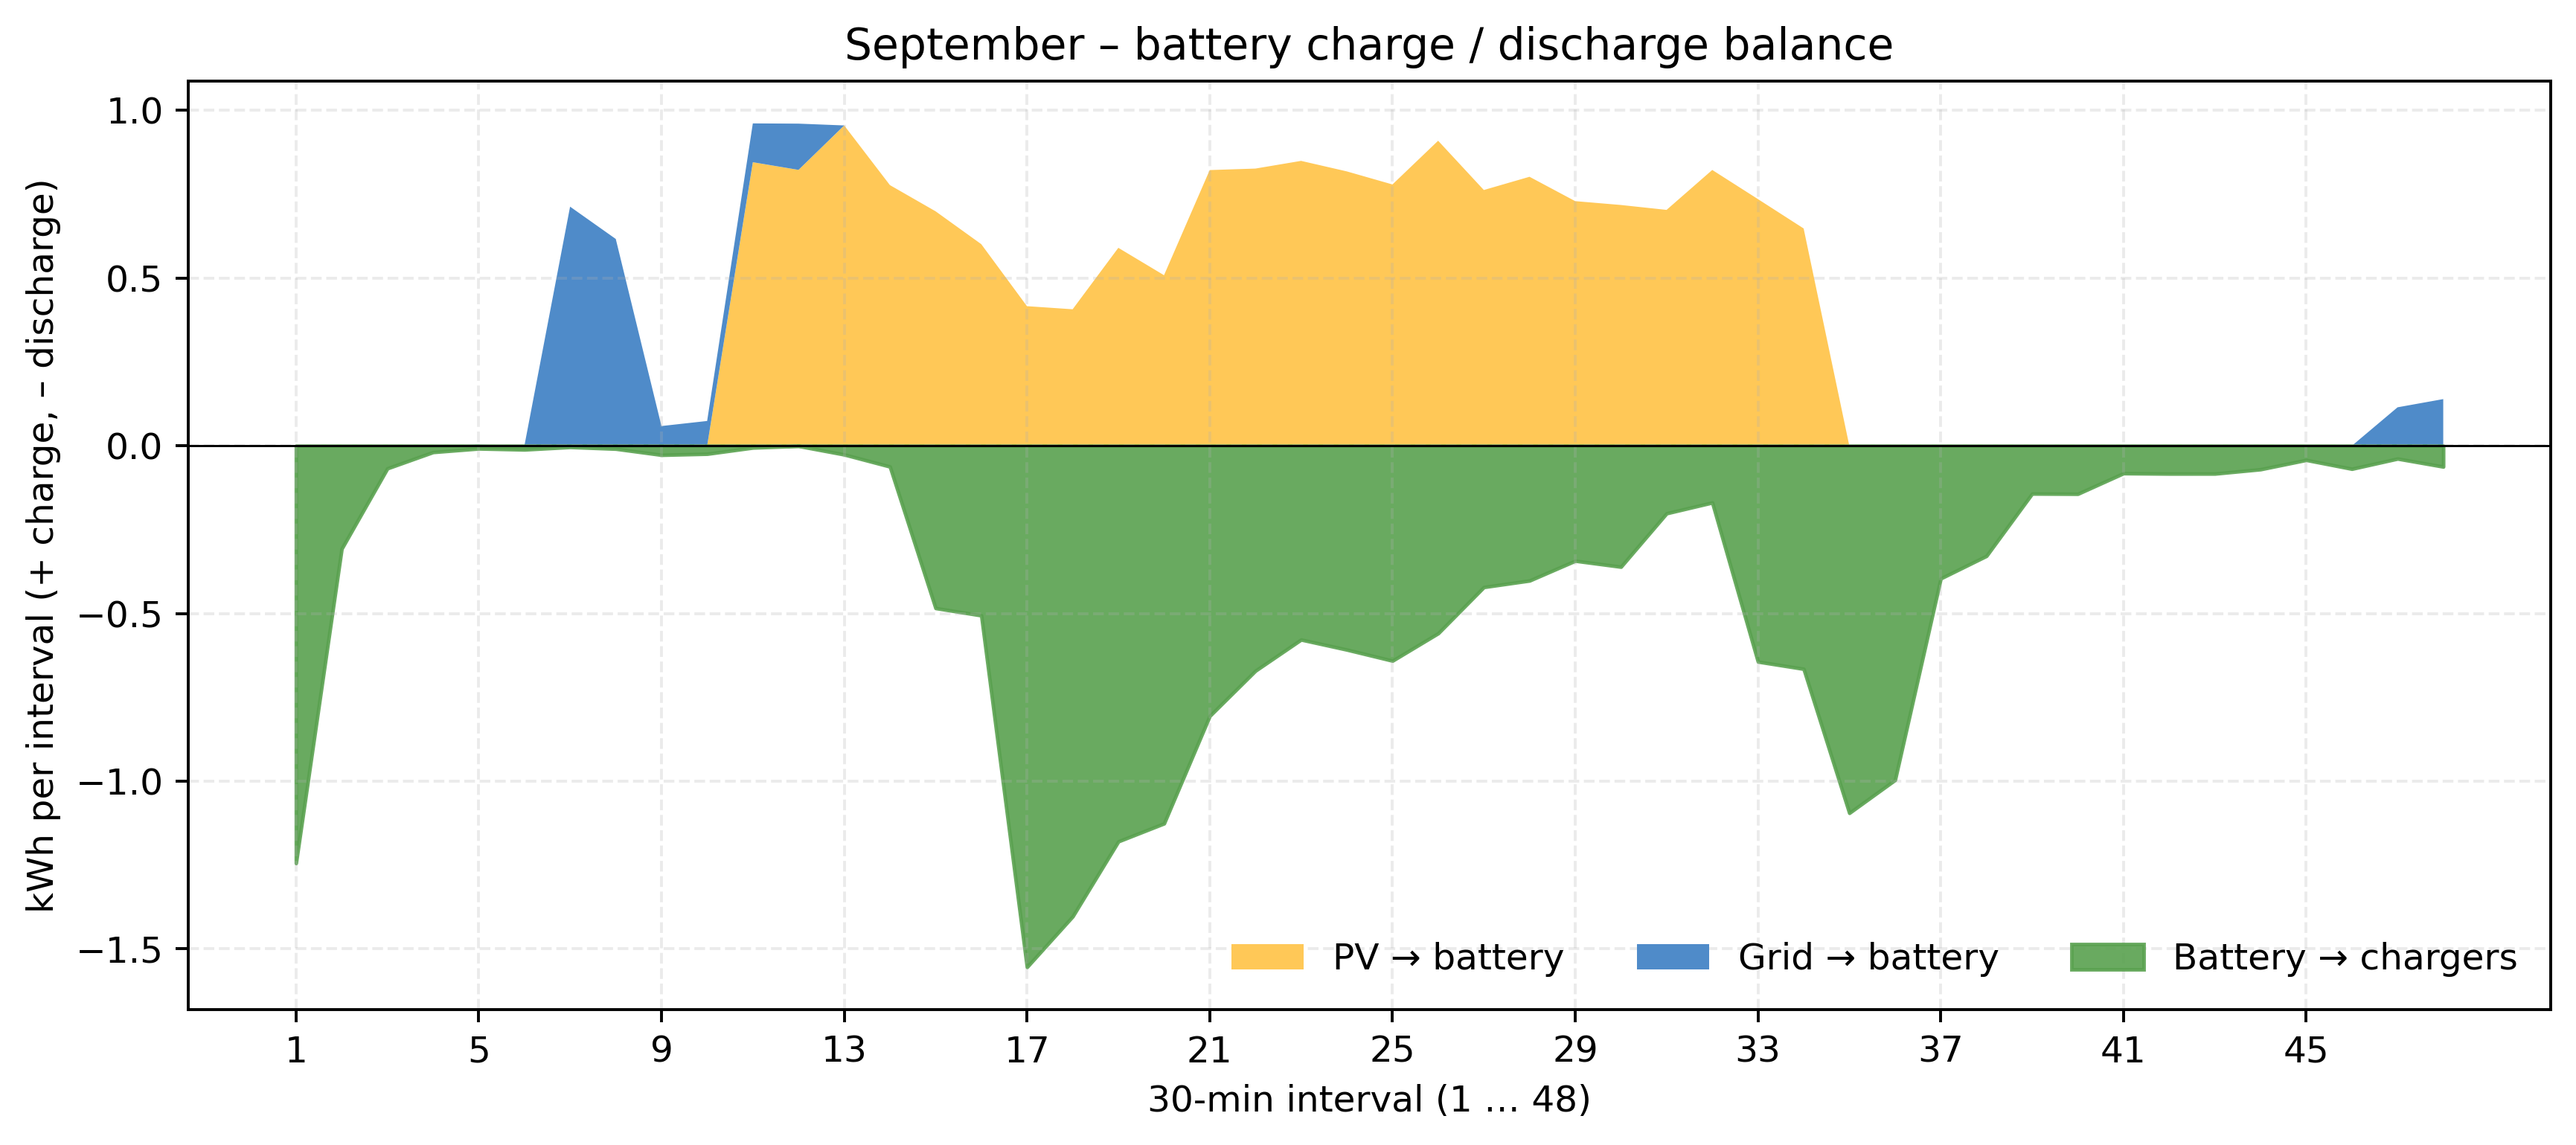 September – battery charge / discharge balance
kWh per interval (+ charge, – discharge)
1.0
0.5
0.0
−0.5
−1.0
−1.5
PV → battery
Grid → battery
Battery → chargers
1 5 9 13 17 21 25 29 33 37 41 45
30-min interval (1 … 48)